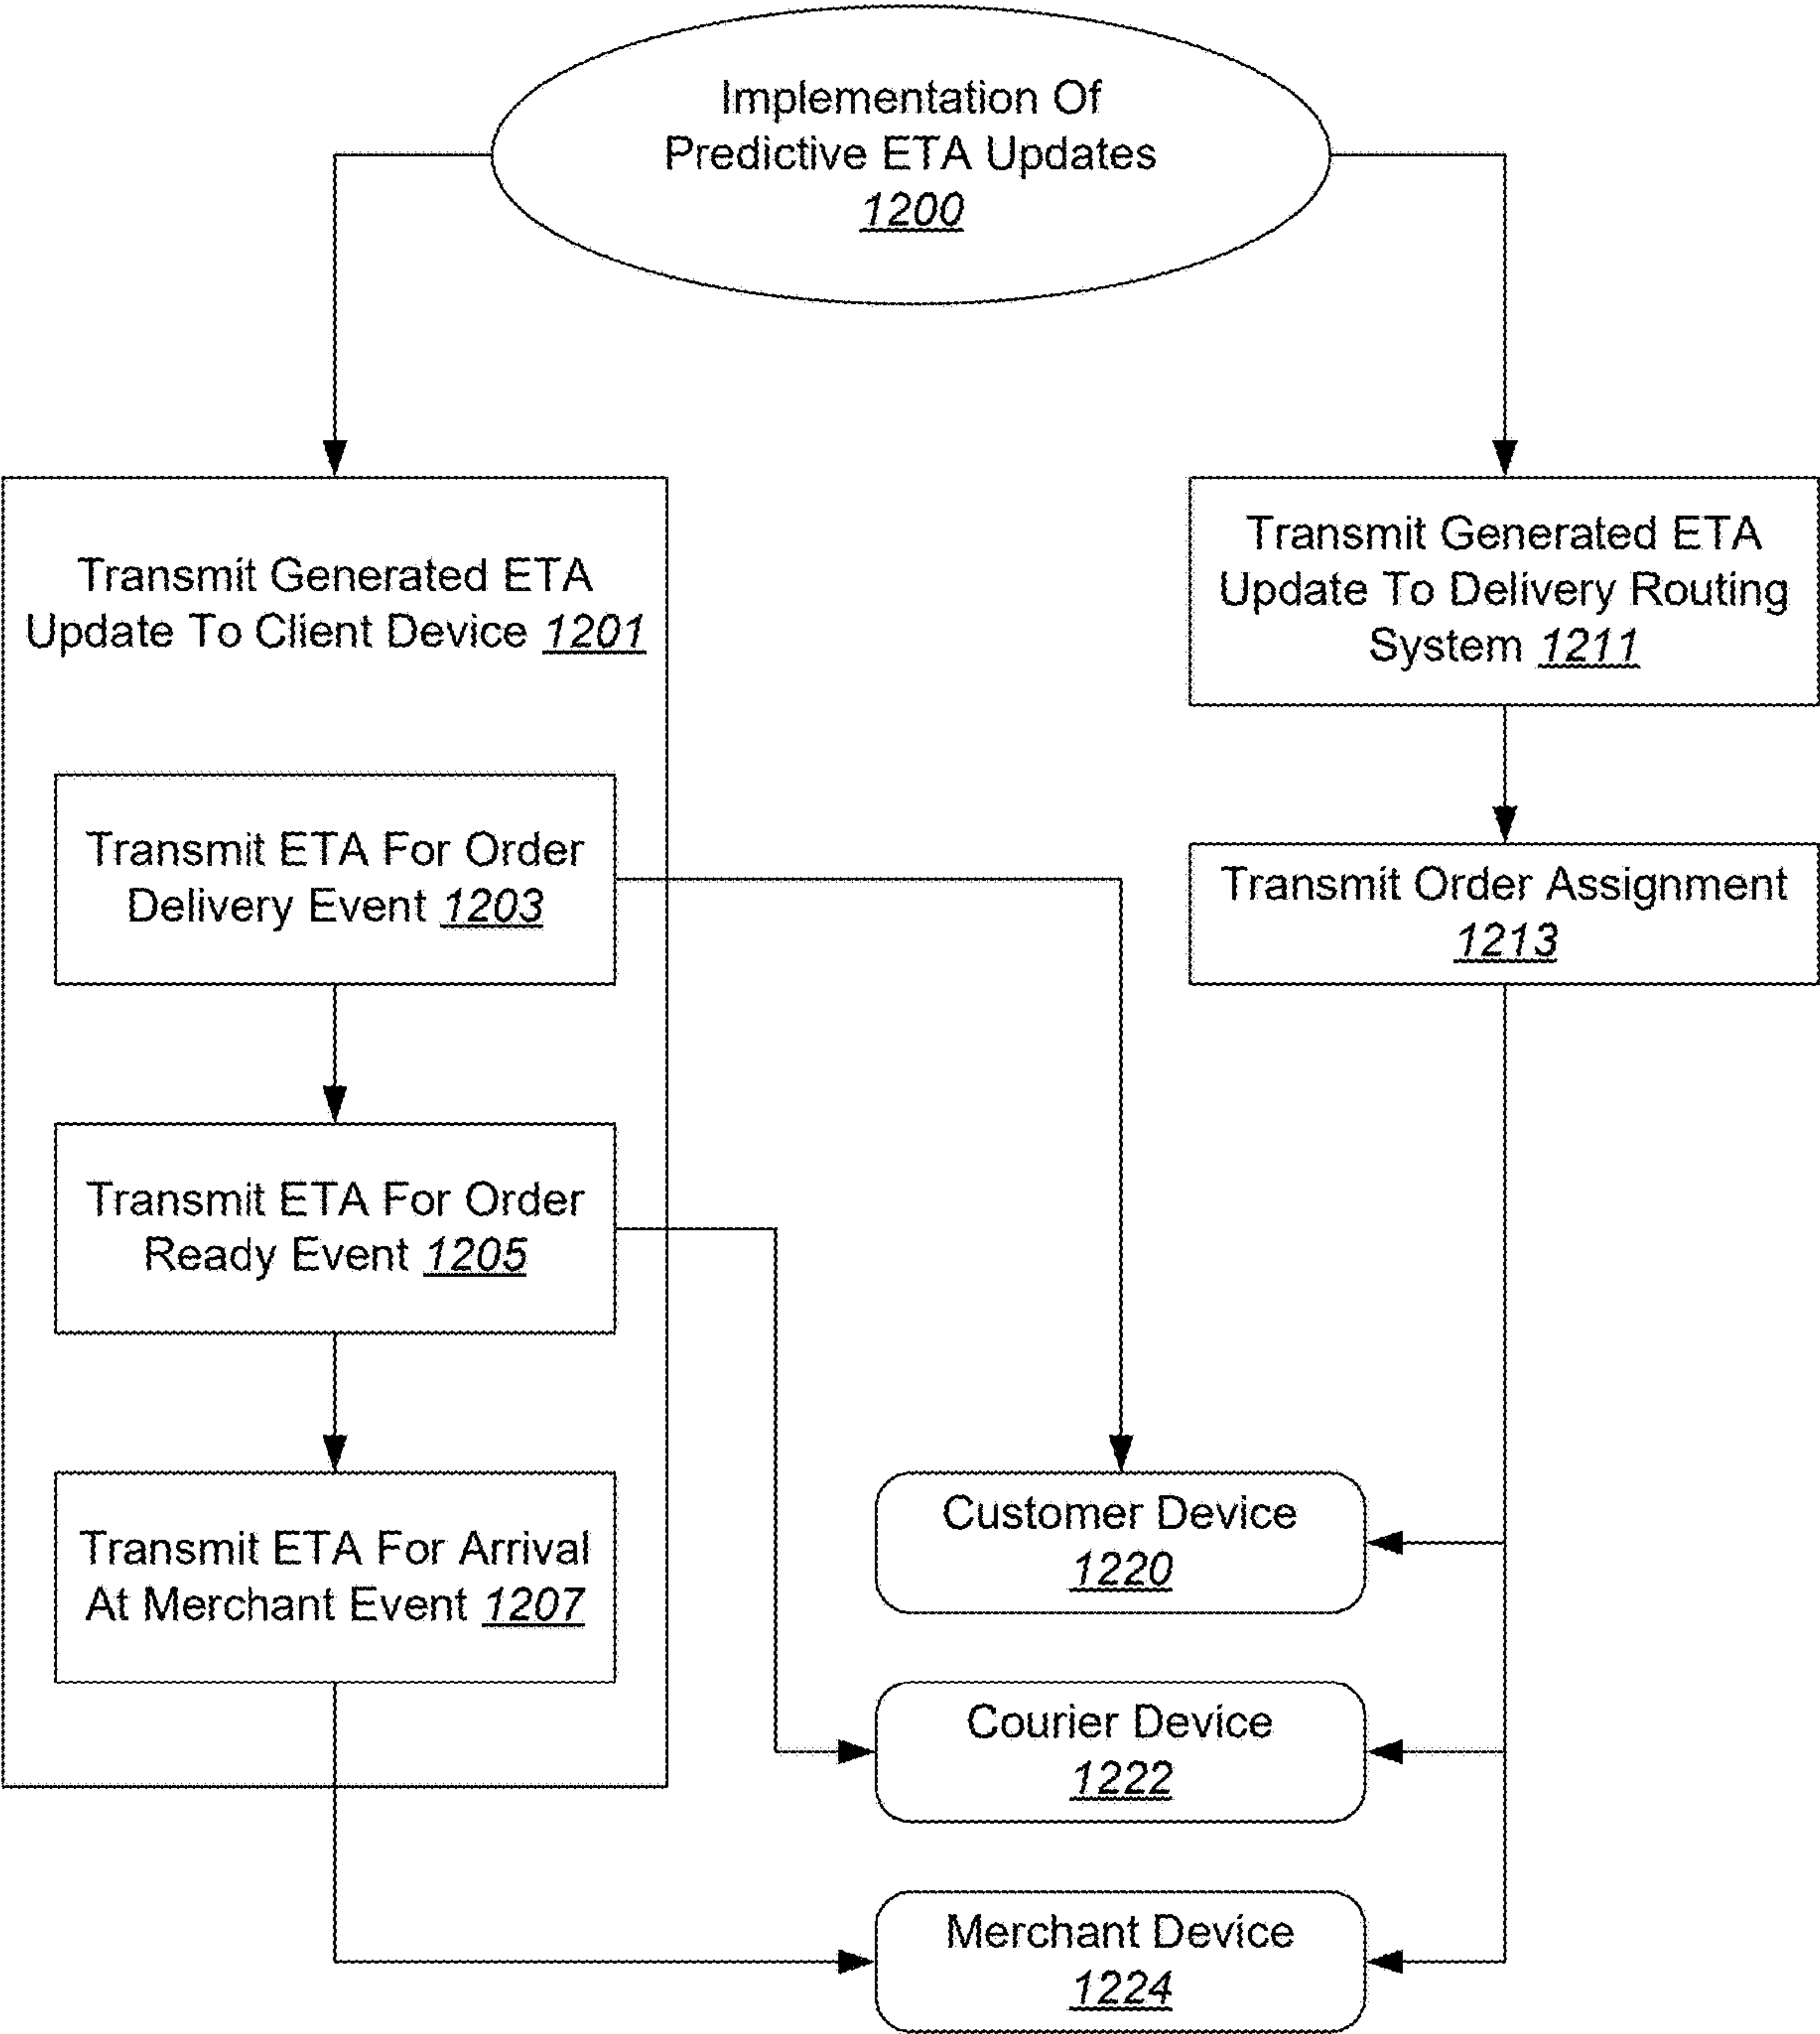 Implementation Of
Predictive ETA Updates
1200
Transmit Generated ETA
Update To Client Device 1201
Transmit ETA For Order
Delivery Event 1203
Transmit ETA For Order
Ready Event 1205
Transmit ETA For Arrival
At Merchant Event 1207
Transmit Generated ETA
Update To Delivery Routing
System 1211
Transmit Order Assignment
1213
Customer Device
1220
Courier Device
1222
Merchant Device
1224